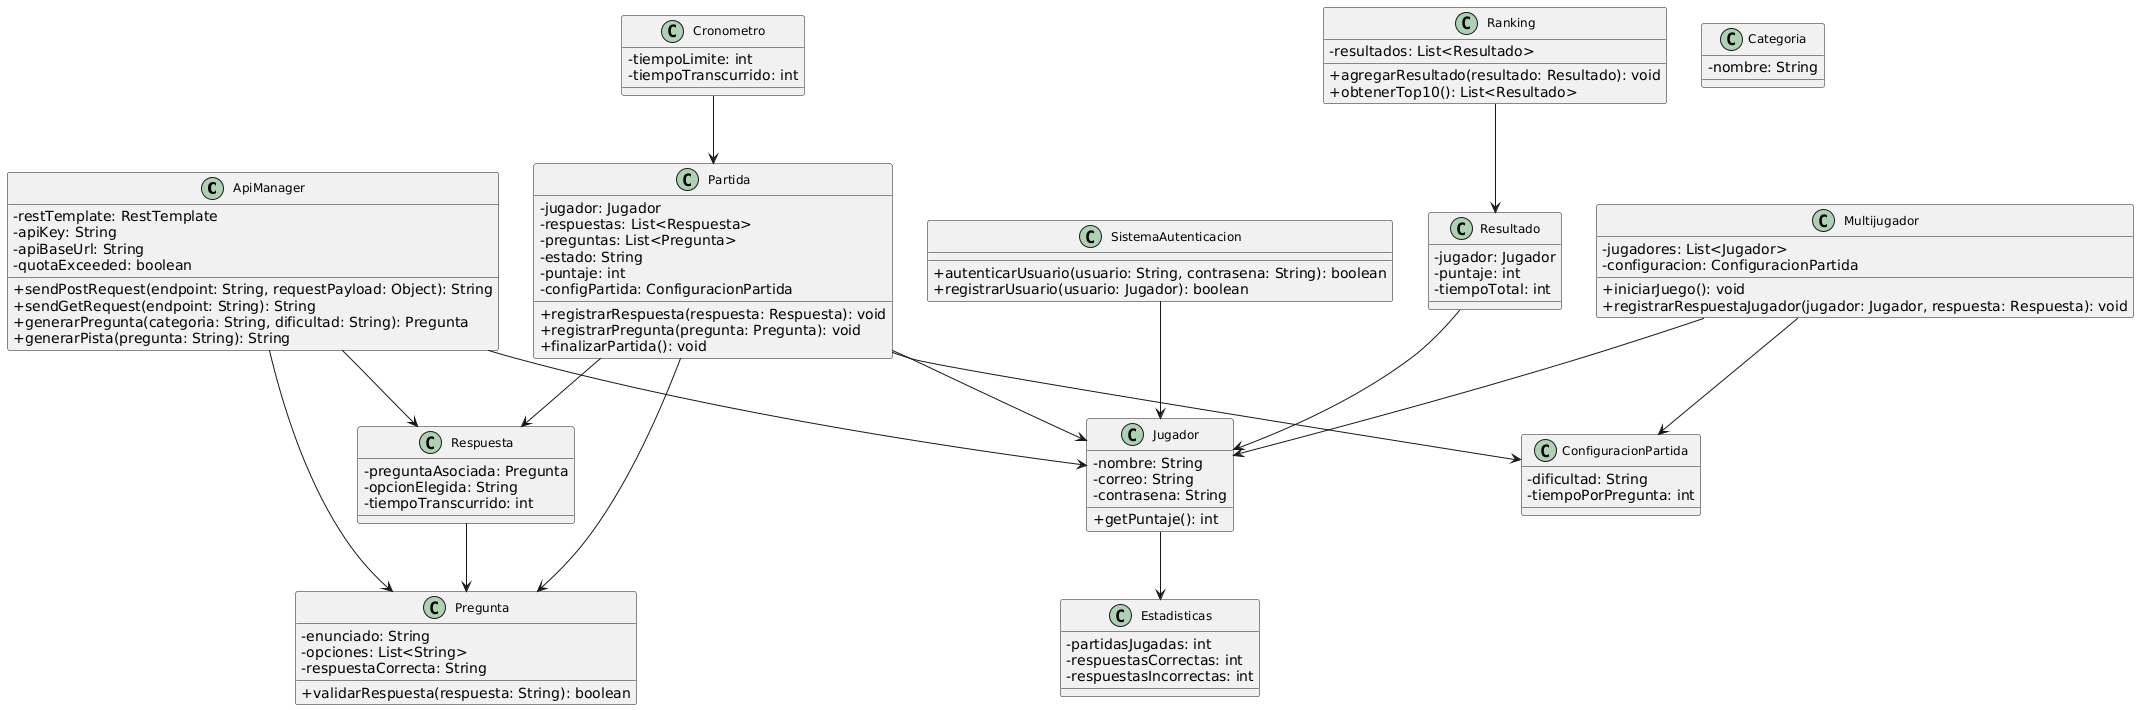 C Cronometro
-tiempoLimite: int
-tiempoTranscurrido: int
C Ranking
-resultados: List<Resultado>
+agregarResultado(resultado: Resultado): void
+obtenerTop10(): List<Resultado>
C Categoria
-nombre: String
C ApiManager
-restTemplate: RestTemplate
-apiKey: String
-apiBaseUrl: String
-quotaExceeded: boolean
+sendPostRequest(endpoint: String, requestPayload: Object): String
+sendGetRequest(endpoint: String): String
+generarPregunta(categoria: String, dificultad: String): Pregunta
+generarPista(pregunta: String): String
C Partida
-jugador: Jugador
-respuestas: List<Respuesta>
-preguntas: List<Pregunta>
-estado: String
-puntaje: int
-configPartida: ConfiguracionPartida
+registrarRespuesta(respuesta: Respuesta): void
+registrarPregunta(pregunta: Pregunta): void
+finalizarPartida(): void
C SistemaAutenticacion
+autenticarUsuario(usuario: String, contrasena: String): boolean
+registrarUsuario(usuario: Jugador): boolean
C Resultado
-jugador: Jugador
-puntaje: int
-tiempoTotal: int
C Multijugador
-jugadores: List<Jugador>
-configuracion: ConfiguracionPartida
+iniciarJuego(): void
+registrarRespuestaJugador(jugador: Jugador, respuesta: Respuesta): void
C Respuesta
-preguntaAsociada: Pregunta
-opcionElegida: String
-tiempoTranscurrido: int
C Jugador
-nombre: String
-correo: String
-contrasena: String
+getPuntaje(): int
C ConfiguracionPartida
-dificultad: String
-tiempoPorPregunta: int
C Pregunta
-enunciado: String
-opciones: List<String>
-respuestaCorrecta: String
+validarRespuesta(respuesta: String): boolean
C Estadisticas
-partidasJugadas: int
-respuestasCorrectas: int
-respuestasIncorrectas: int